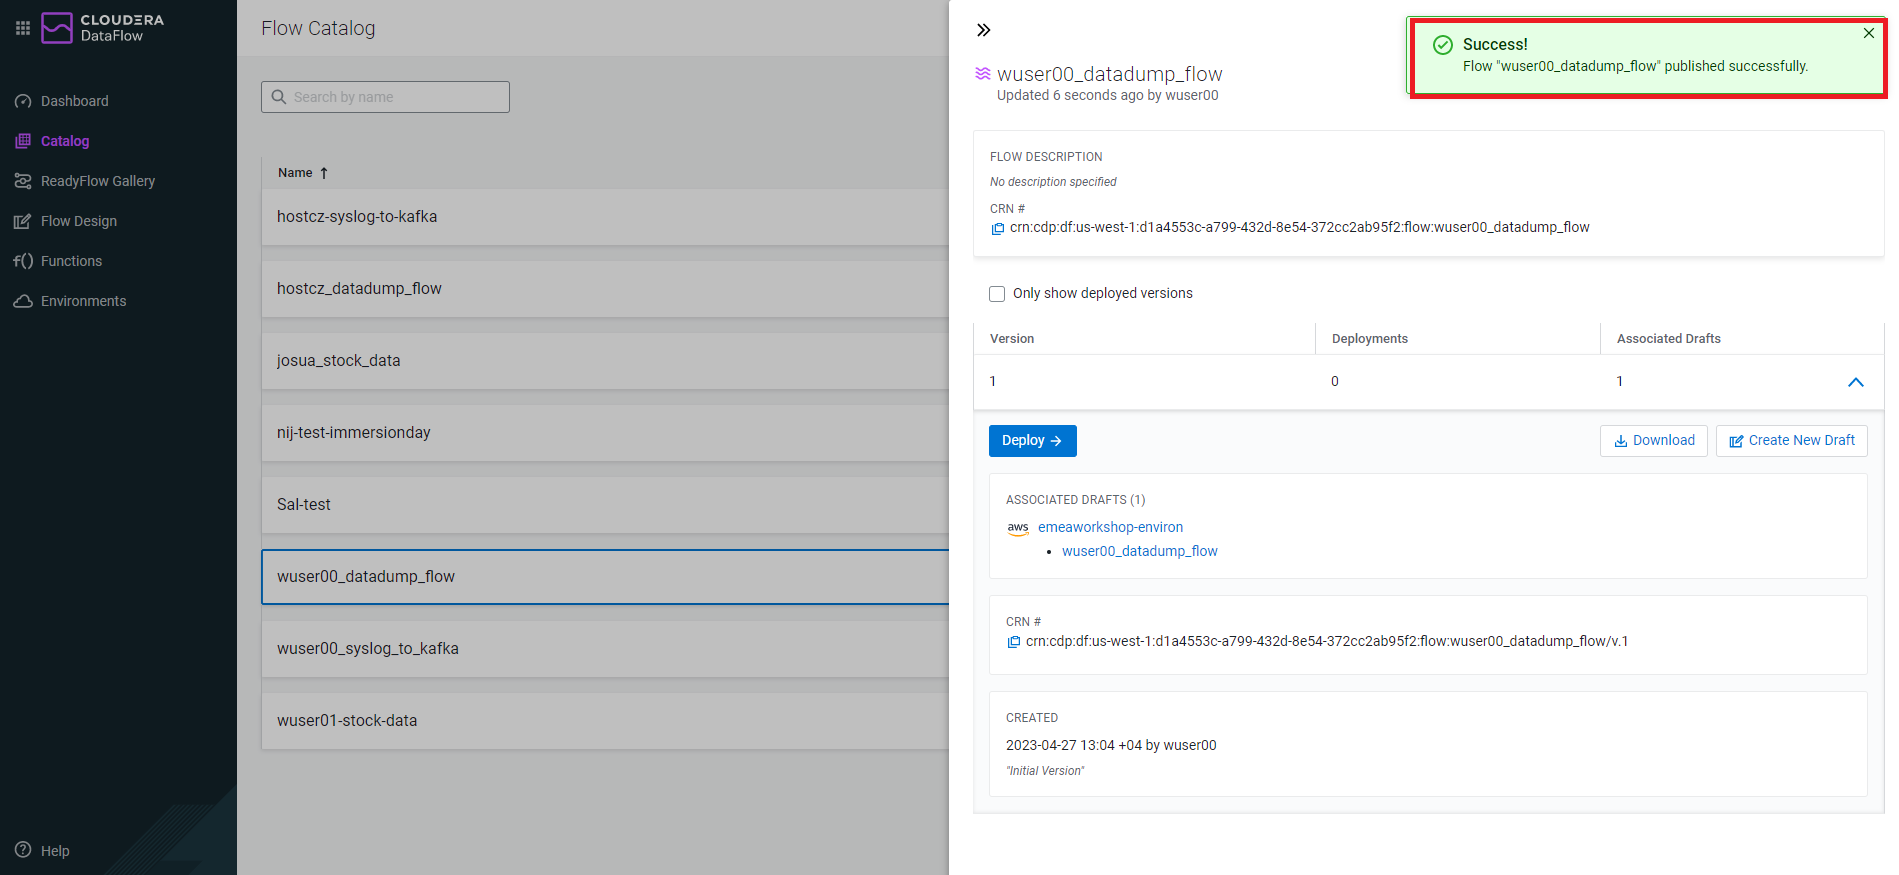 CLOUDERA
DataFlow
Dashboard
Catalog
ReadyFlow Gallery
Flow Design
Functions
Environments
Help
Flow Catalog
Search by name
Name ↑
hostcz-syslog-to-kafka
hostcz_datadump_flow
josua_stock_data
nij-test-immersionday
Sal-test
wuser00_datadump_flow
wuser00_syslog_to_kafka
wuser01-stock-data
Success!
Flow "wuser00_datadump_flow" published successfully.
wuser00_datadump_flow
Updated 6 seconds ago by wuser00
FLOW DESCRIPTION
No description specified
CRN #
crn:cdp:df:us-west-1:d1a4553c-a799-432d-8e54-372cc2ab95f2:flow:wuser00_datadump_flow
Only show deployed versions
Version Deployments Associated Drafts
1 0 1
Deploy → Download Create New Draft
ASSOCIATED DRAFTS (1)
aws emeaworkshop-environ
• wuser00_datadump_flow
CRN #
crn:cdp:df:us-west-1:d1a4553c-a799-432d-8e54-372cc2ab95f2:flow:wuser00_datadump_flow/v.1
CREATED
2023-04-27 13:04 +04 by wuser00
"Initial Version"